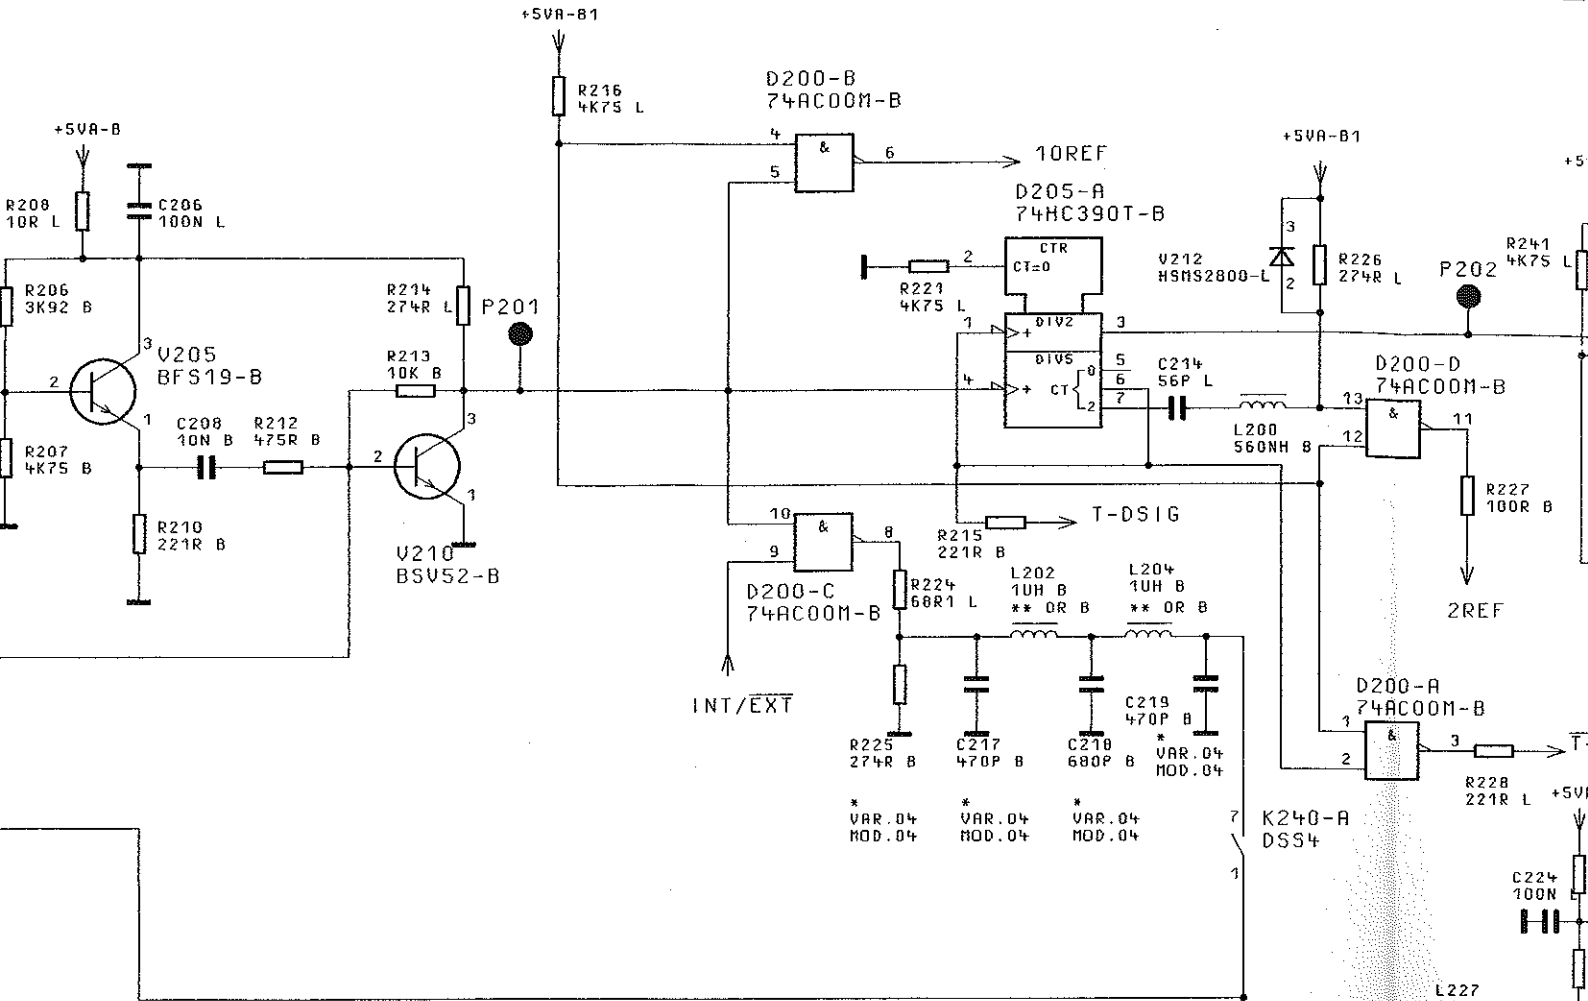 +5VA-B1
R216
4K75 L
D200-B
74AC00M-B
4
&
5
6
10REF
+5VA-B
R208
10R L
C206
100N L
D205-A
74HC390T-B
+5VA-B1
R206
3K92 B
R214
274R L
P201
R213
10K B
2
CTR
CT=0
R221
4K75 L
1
+
DIV2
3
DIV5
4
+
CT
0
2
5
6
7
V212
HSMS2800-L
3
2
R226
274R L
P202
R241
4K75 L
C214
56P L
L200
560NH B
D200-D
74AC00M-B
13
&
12
11
R227
100R B
2REF
3
V205
BFS19-B
2
1
R207
4K75 B
C208
10N B
R212
475R B
R210
221R B
2
3
1
V210
BSV52-B
10
&
9
8
D200-C
74AC00M-B
INT/EXT
R215
221R B
T-DSIG
R224
68R1 L
L202
1UH B
** OR B
L204
1UH B
** OR B
R225
274R B
*
VAR.04
MOD.04
C217
470P B
*
VAR.04
MOD.04
C218
680P B
*
VAR.04
MOD.04
C219
470P B
*
VAR.04
MOD.04
7
K240-A
DSS4
1
D200-A
74AC00M-B
1
&
2
3
R228
221R L
C224
100N L
L227